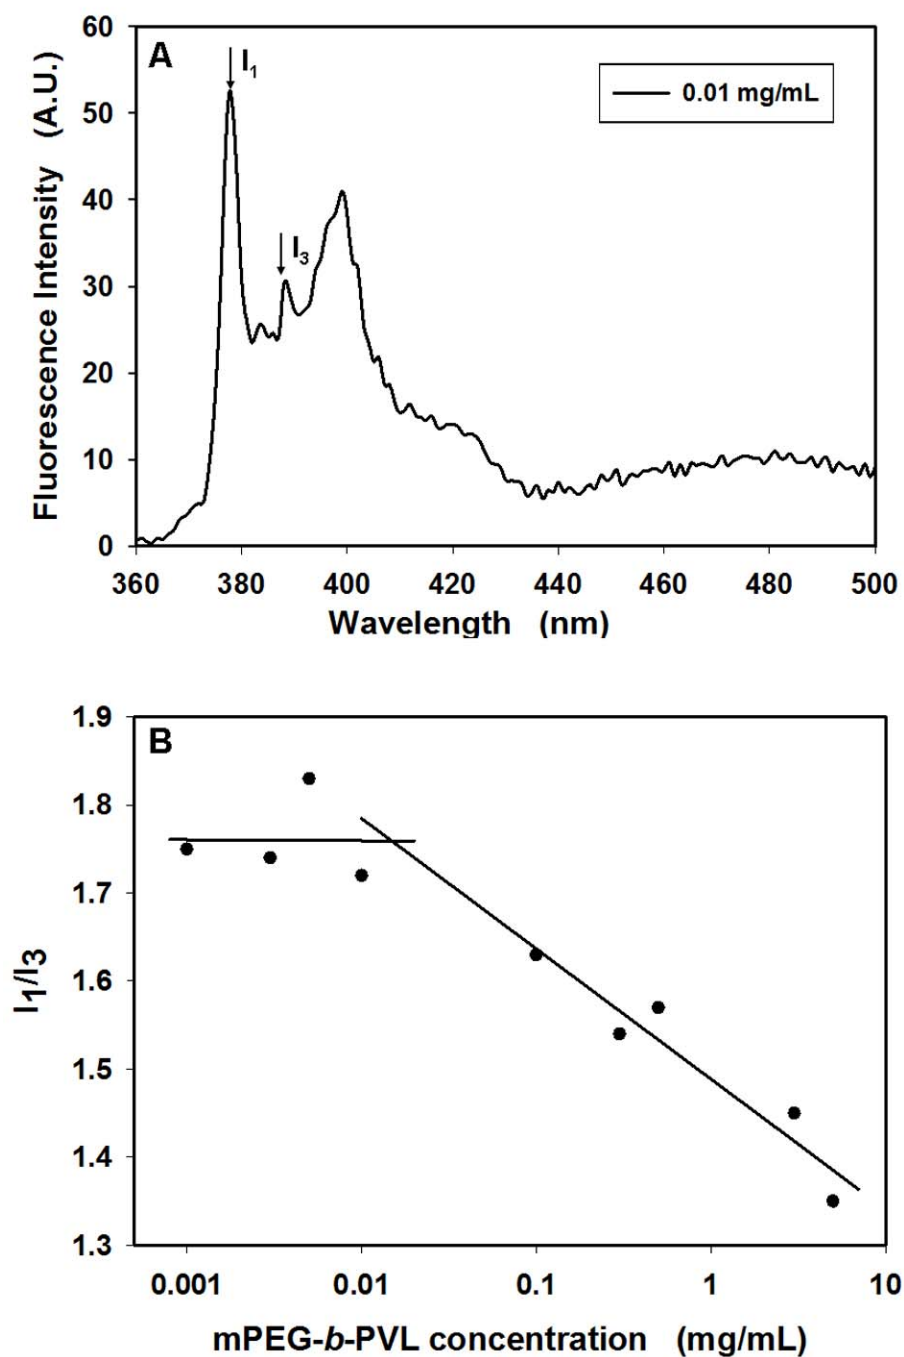 60
A
I1
0.01 mg/mL
50
40
I3
30
20
10
0
360 380 400 420 440 460 480 500
Fluorescence Intensity (A.U.)
Wavelength (nm)
1.9
B
1.8
1.7
1.6
1.5
1.4
1.3
I1/I3
0.001 0.01 0.1 1 10
mPEG-b-PVL concentration (mg/mL)